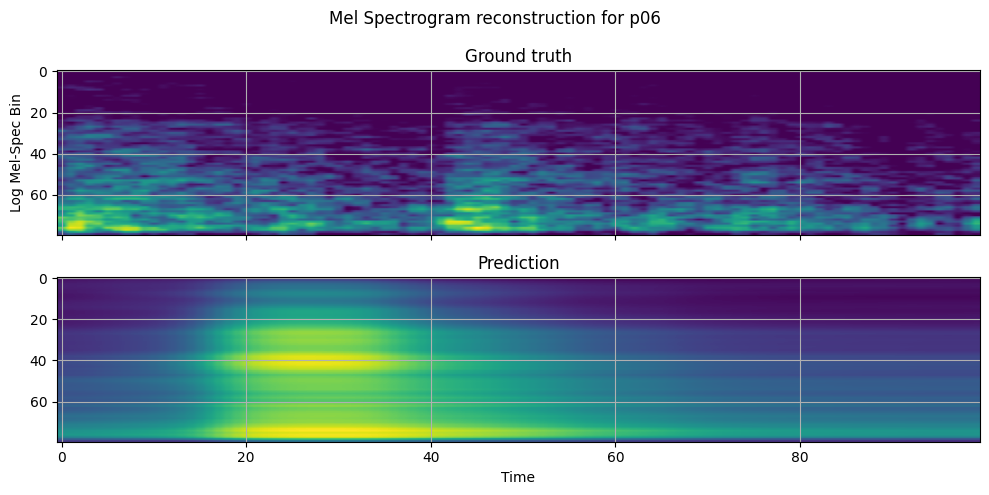 Mel Spectrogram reconstruction for p06
Ground truth
0
20
40
60
Log Mel-Spec Bin
Prediction
0
20
40
60
0 20 40 60 80
Time